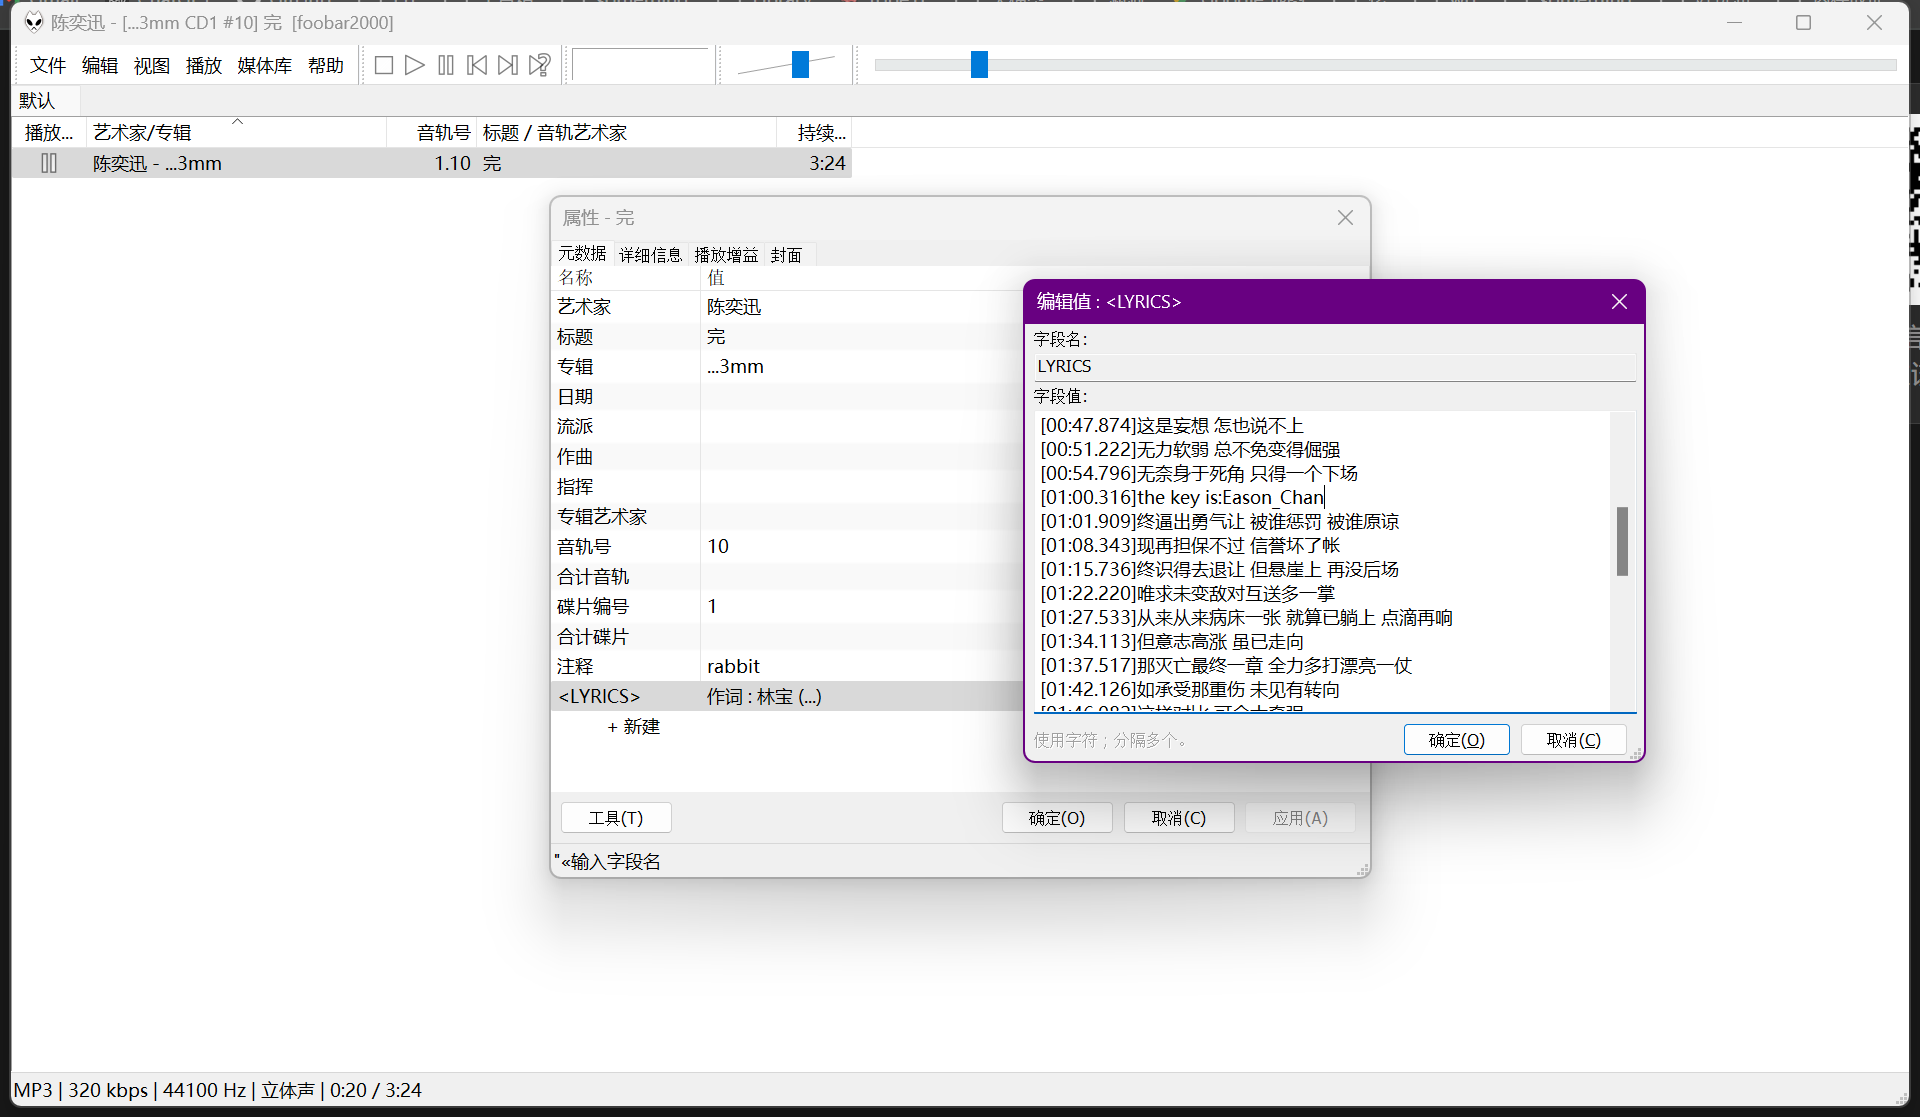 陈奕迅 - [...3mm CD1 #10] 完  [foobar2000]
文件 编辑 视图 播放 媒体库 帮助
默认
播放... 艺术家/专辑 音轨号 标题 / 音轨艺术家 持续...
陈奕迅 - ...3mm 1.10 完 3:24
属性 - 完
元数据 详细信息 播放增益 封面
名称 值
艺术家 陈奕迅
标题 完
专辑 ...3mm
日期
流派
作曲
指挥
专辑艺术家
音轨号 10
合计音轨
碟片编号 1
合计碟片
注释 rabbit
<LYRICS> 作词 : 林宝 (...)
+ 新建
工具(T) 确定(O) 取消(C) 应用(A)
"«输入字段名
编辑值 : <LYRICS>
字段名:
LYRICS
字段值:
[00:47.874]这是妄想 怎也说不上
[00:51.222]无力软弱 总不免变得倔强
[00:54.796]无奈身于死角 只得一个下场
[01:00.316]the key is:Eason_Chan
[01:01.909]终逼出勇气让 被谁惩罚 被谁原谅
[01:08.343]现再担保不过 信誉坏了帐
[01:15.736]终识得去退让 但悬崖上 再没后场
[01:22.220]唯求未变敌对互送多一掌
[01:27.533]从来从来病床一张 就算已躺上 点滴再响
[01:34.113]但意志高涨 虽已走向
[01:37.517]那灭亡最终一章 全力多打漂亮一仗
[01:42.126]如承受那重伤 未见有转向
使用字符 ; 分隔多个。
确定(O) 取消(C)
MP3 | 320 kbps | 44100 Hz | 立体声 | 0:20 / 3:24